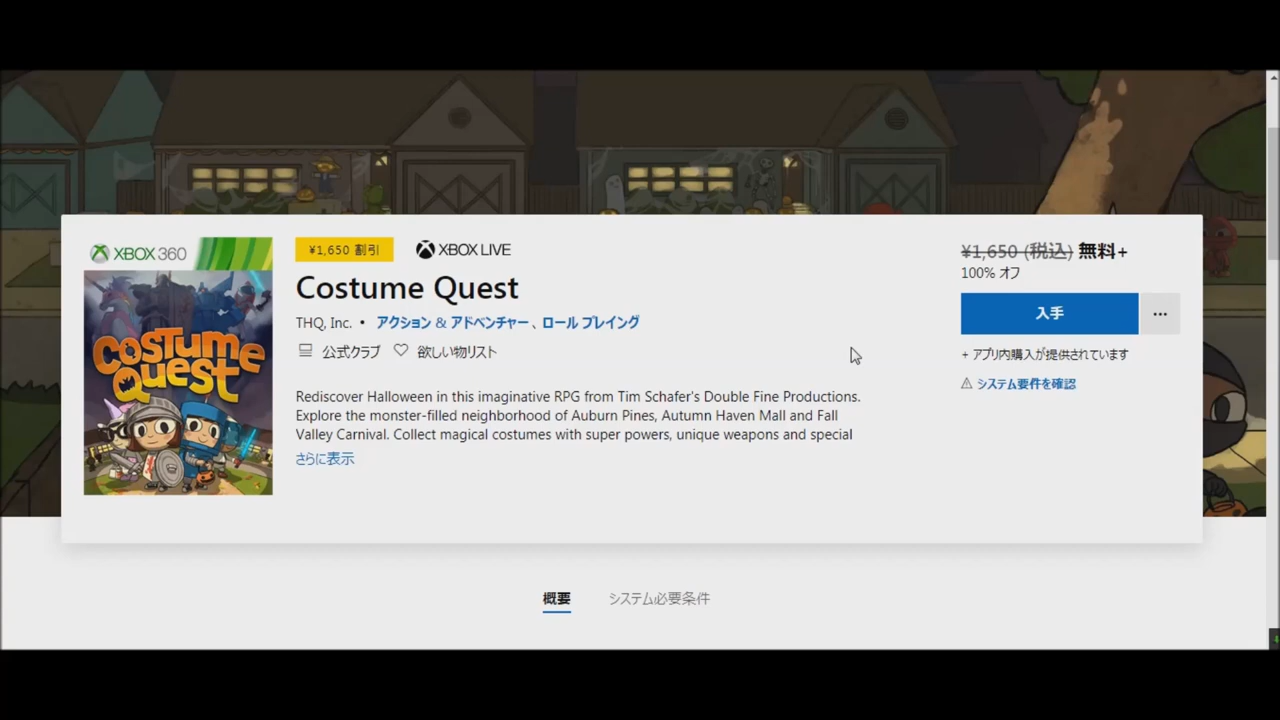 XBOX 360
COSTUME QUEST
¥1,650 割引
XBOX LIVE
Costume Quest
THQ, Inc. • アクション & アドベンチャー、ロール プレイング
公式クラブ 欲しい物リスト
Rediscover Halloween in this imaginative RPG from Tim Schafer's Double Fine Productions.
Explore the monster-filled neighborhood of Auburn Pines, Autumn Haven Mall and Fall
Valley Carnival. Collect magical costumes with super powers, unique weapons and special
さらに表示
¥1,650 (税込) 無料+
100% オフ
入手
...
+ アプリ内購入が提供されています
システム要件を確認
概要 システム必要条件